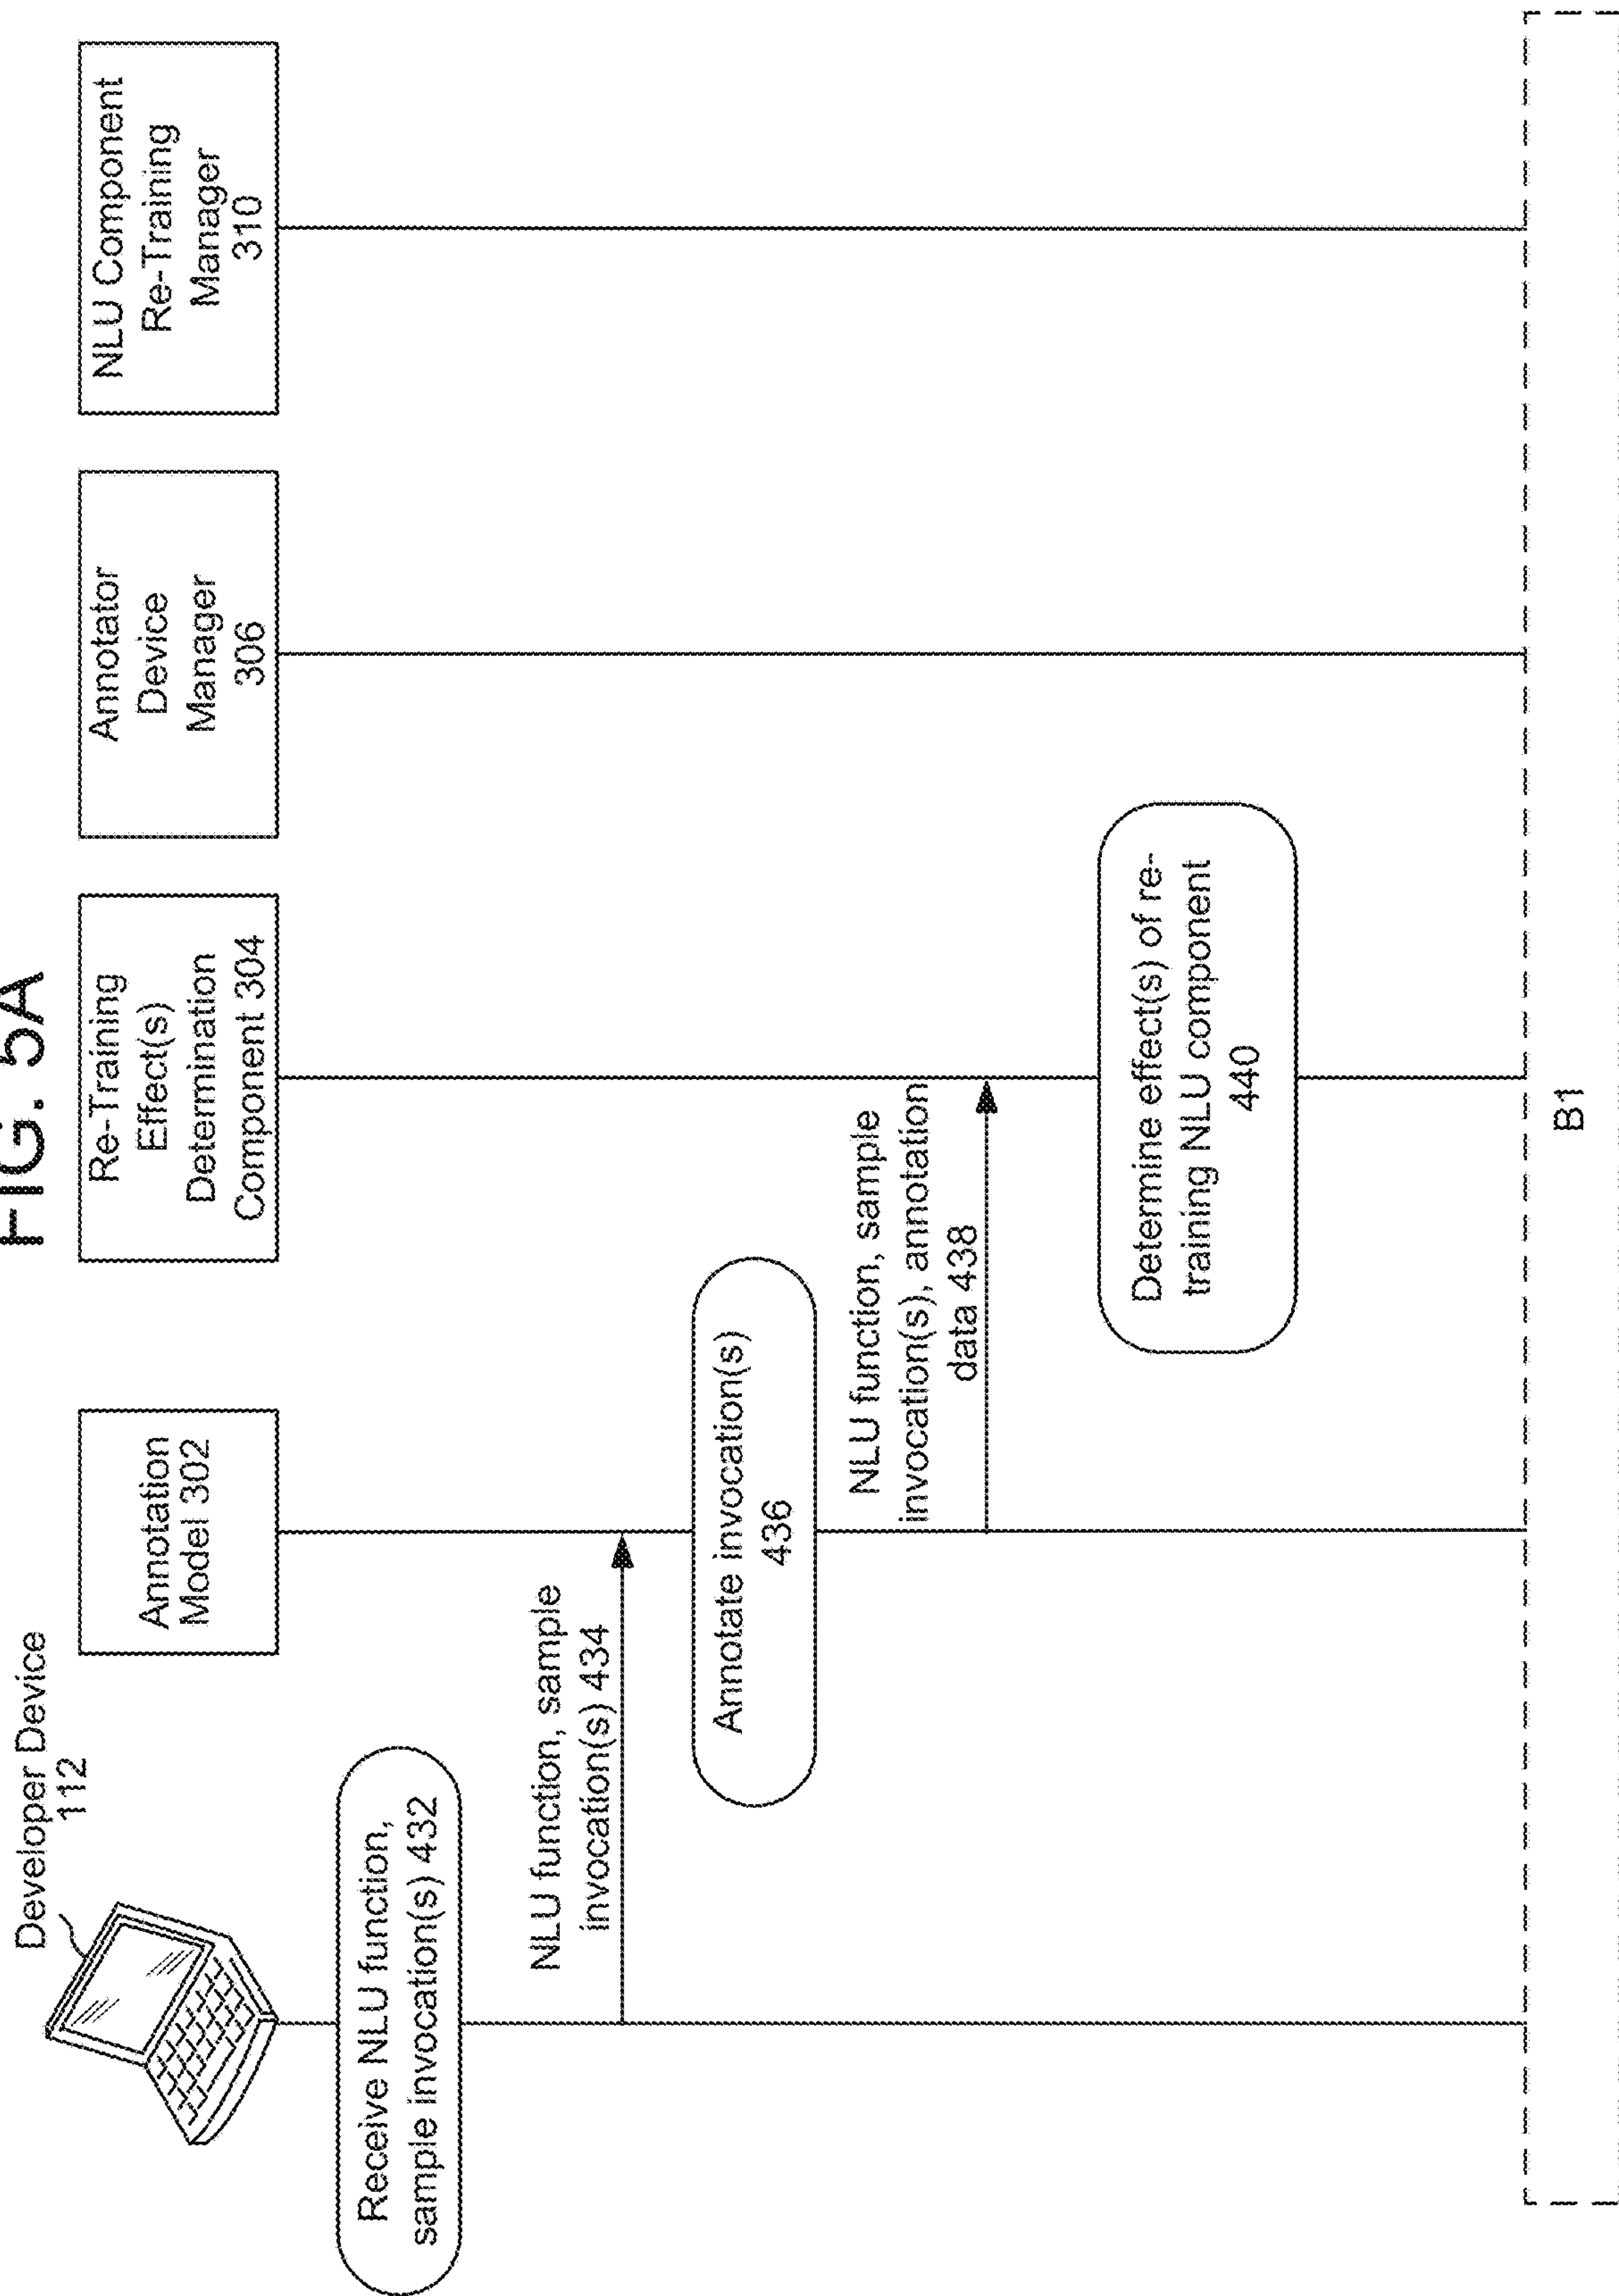 FIG. 5A
Developer Device
112
Annotation
Model 302
Re-Training
Effect(s)
Determination
Component 304
Annotator
Device
Manager
306
NLU Component
Re-Training
Manager
310
Receive NLU function,
sample invocation(s) 432
NLU function, sample
invocation(s) 434
Annotate invocation(s)
436
NLU function, sample
invocation(s), annotation
data 438
Determine effect(s) of re-
training NLU component
440
B1